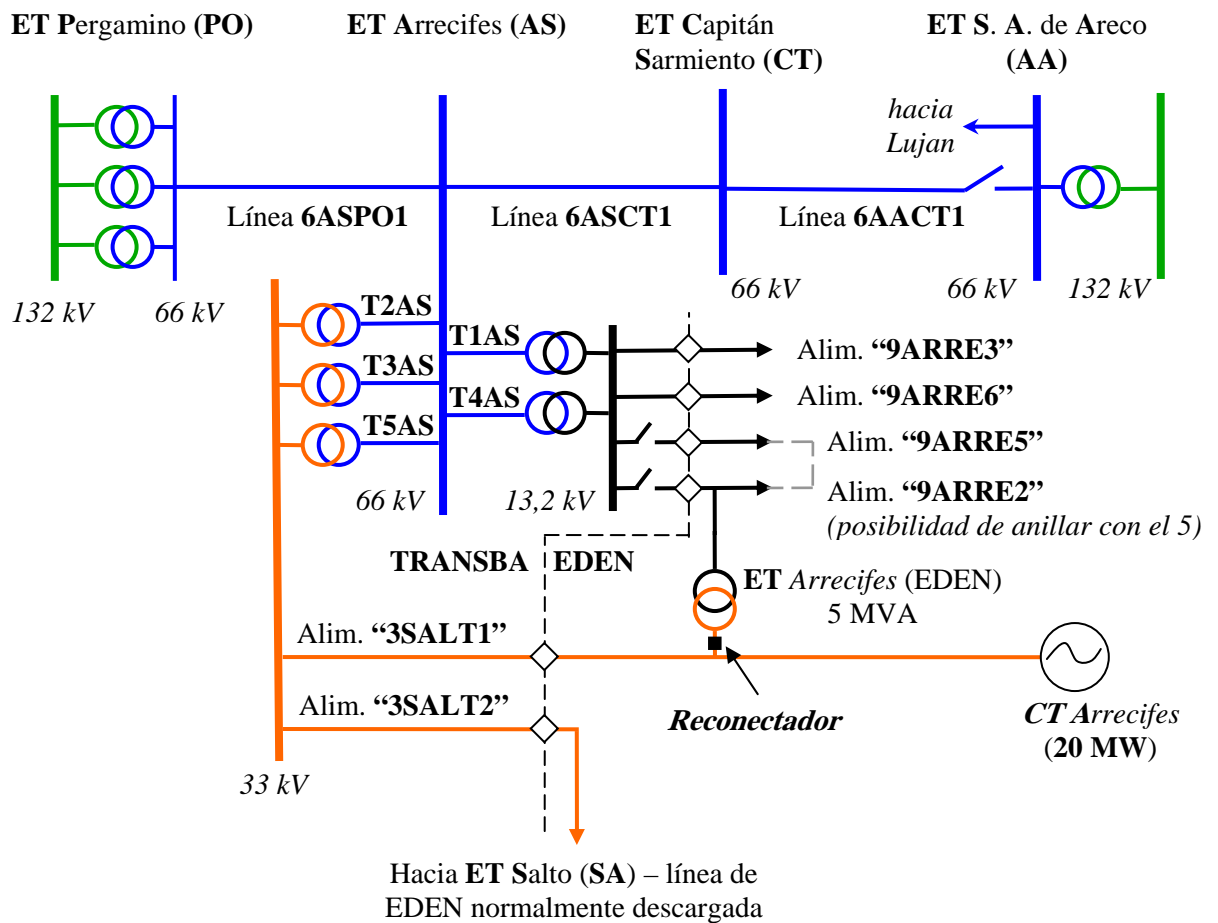 ET Pergamino (PO)
ET Arrecifes (AS)
ET Capitán
Sarmiento (CT)
ET S. A. de Areco
(AA)
hacia
Lujan
Línea 6ASPO1
Línea 6ASCT1
Línea 6AACT1
132 kV
66 kV
66 kV
66 kV
132 kV
T2AS
T3AS
T5AS
T1AS
T4AS
Alim. “9ARRE3”
Alim. “9ARRE6”
Alim. “9ARRE5”
Alim. “9ARRE2”
(posibilidad de anillar con el 5)
66 kV
13,2 kV
TRANSBA
EDEN
ET Arrecifes (EDEN)
5 MVA
Alim. “3SALT1”
Alim. “3SALT2”
Reconectador
CT Arrecifes
(20 MW)
33 kV
Hacia ET Salto (SA) – línea de
EDEN normalmente descargada